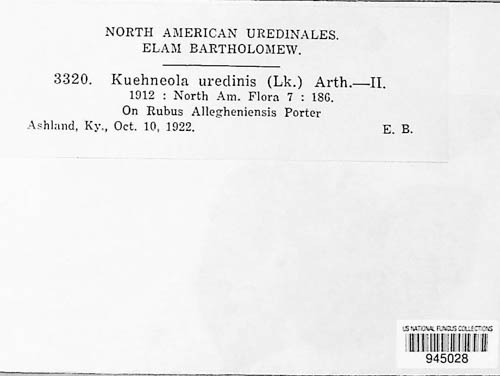 NORTH AMERICAN UREDINALES.
ELAM BARTHOLOMEW.
3320. Kuehneola uredinis (Lk.) Arth.—II.
1912 : North Am. Flora 7 : 186.
On Rubus Allegheniensis Porter
Ashland, Ky., Oct. 10, 1922. E. B.
US NATIONAL FUNGUS COLLECTIONS
945028